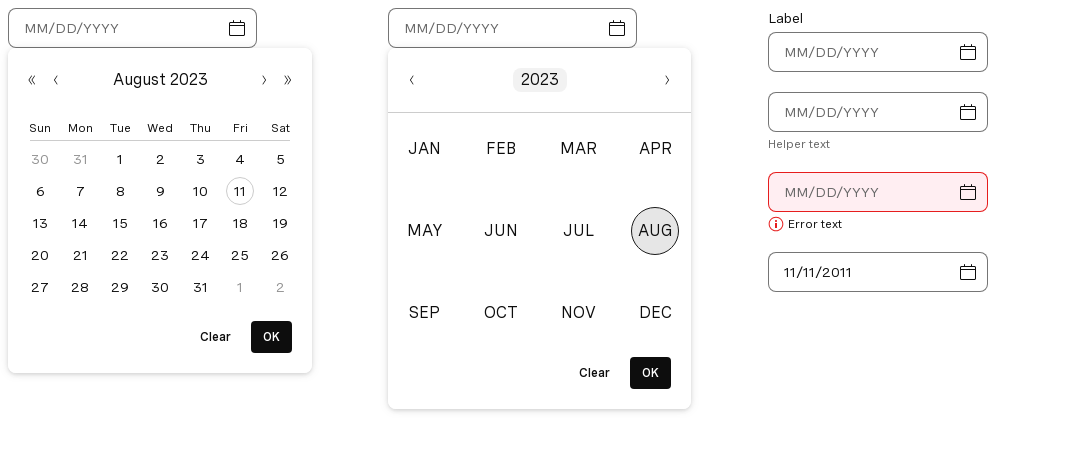 MM/DD/YYYY
« ‹ August 2023 › »
Sun Mon Tue Wed Thu Fri Sat
30 31 1 2 3 4 5
6 7 8 9 10 11 12
13 14 15 16 17 18 19
20 21 22 23 24 25 26
27 28 29 30 31 1 2
Clear OK
MM/DD/YYYY
‹ 2023 ›
JAN FEB MAR APR
MAY JUN JUL AUG
SEP OCT NOV DEC
Clear OK
Label
MM/DD/YYYY
MM/DD/YYYY
Helper text
MM/DD/YYYY
Error text
11/11/2011